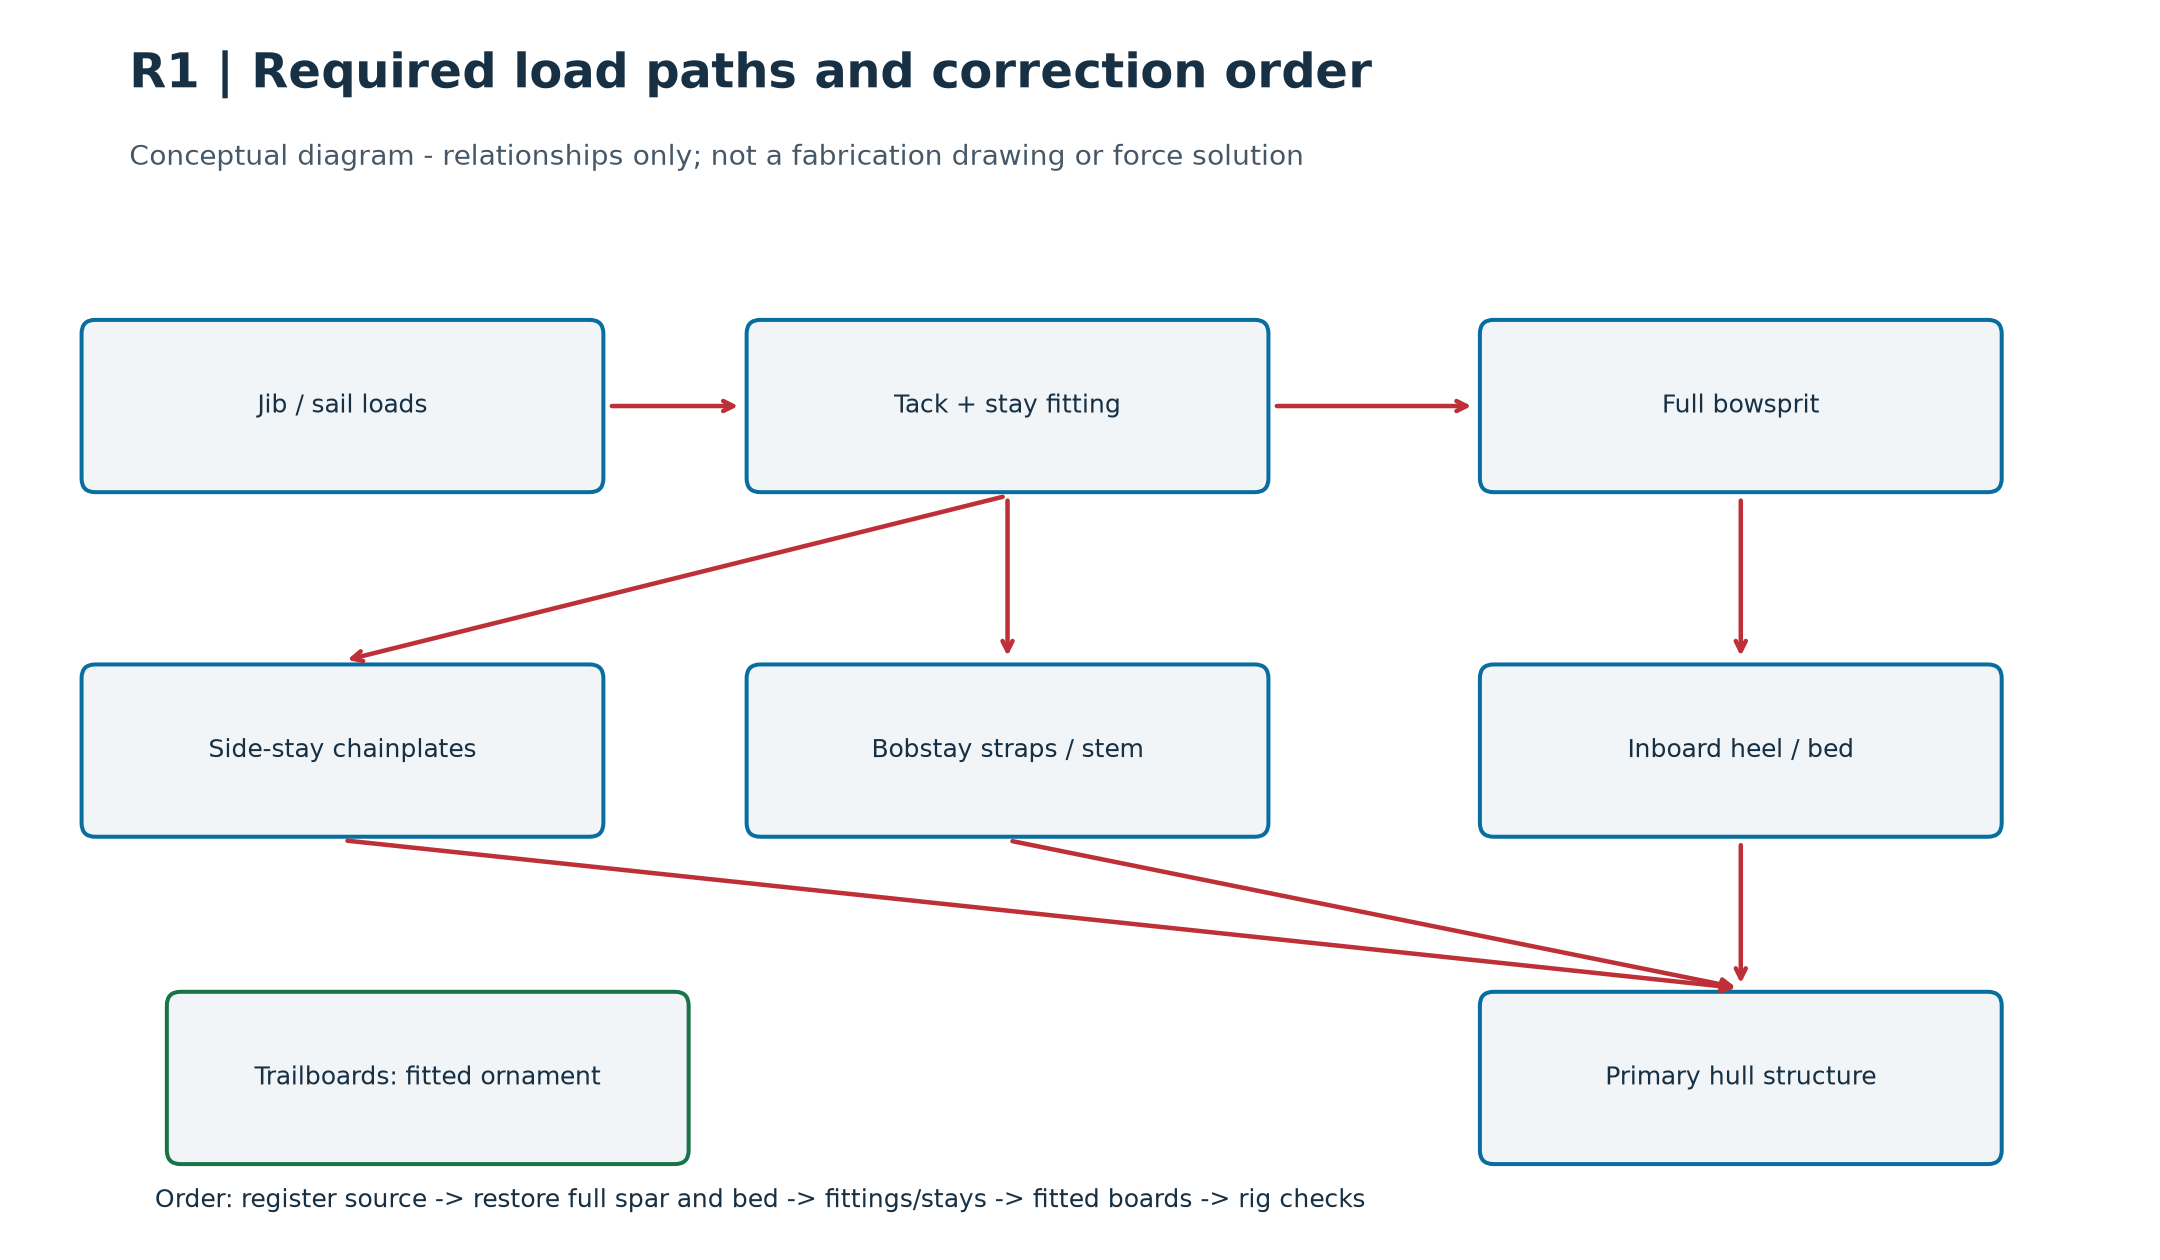 R1 | Required load paths and correction order
Conceptual diagram - relationships only; not a fabrication drawing or force solution
Jib / sail loads
Tack + stay fitting
Full bowsprit
Side-stay chainplates
Bobstay straps / stem
Inboard heel / bed
Trailboards: fitted ornament
Primary hull structure
Order: register source -> restore full spar and bed -> fittings/stays -> fitted boards -> rig checks